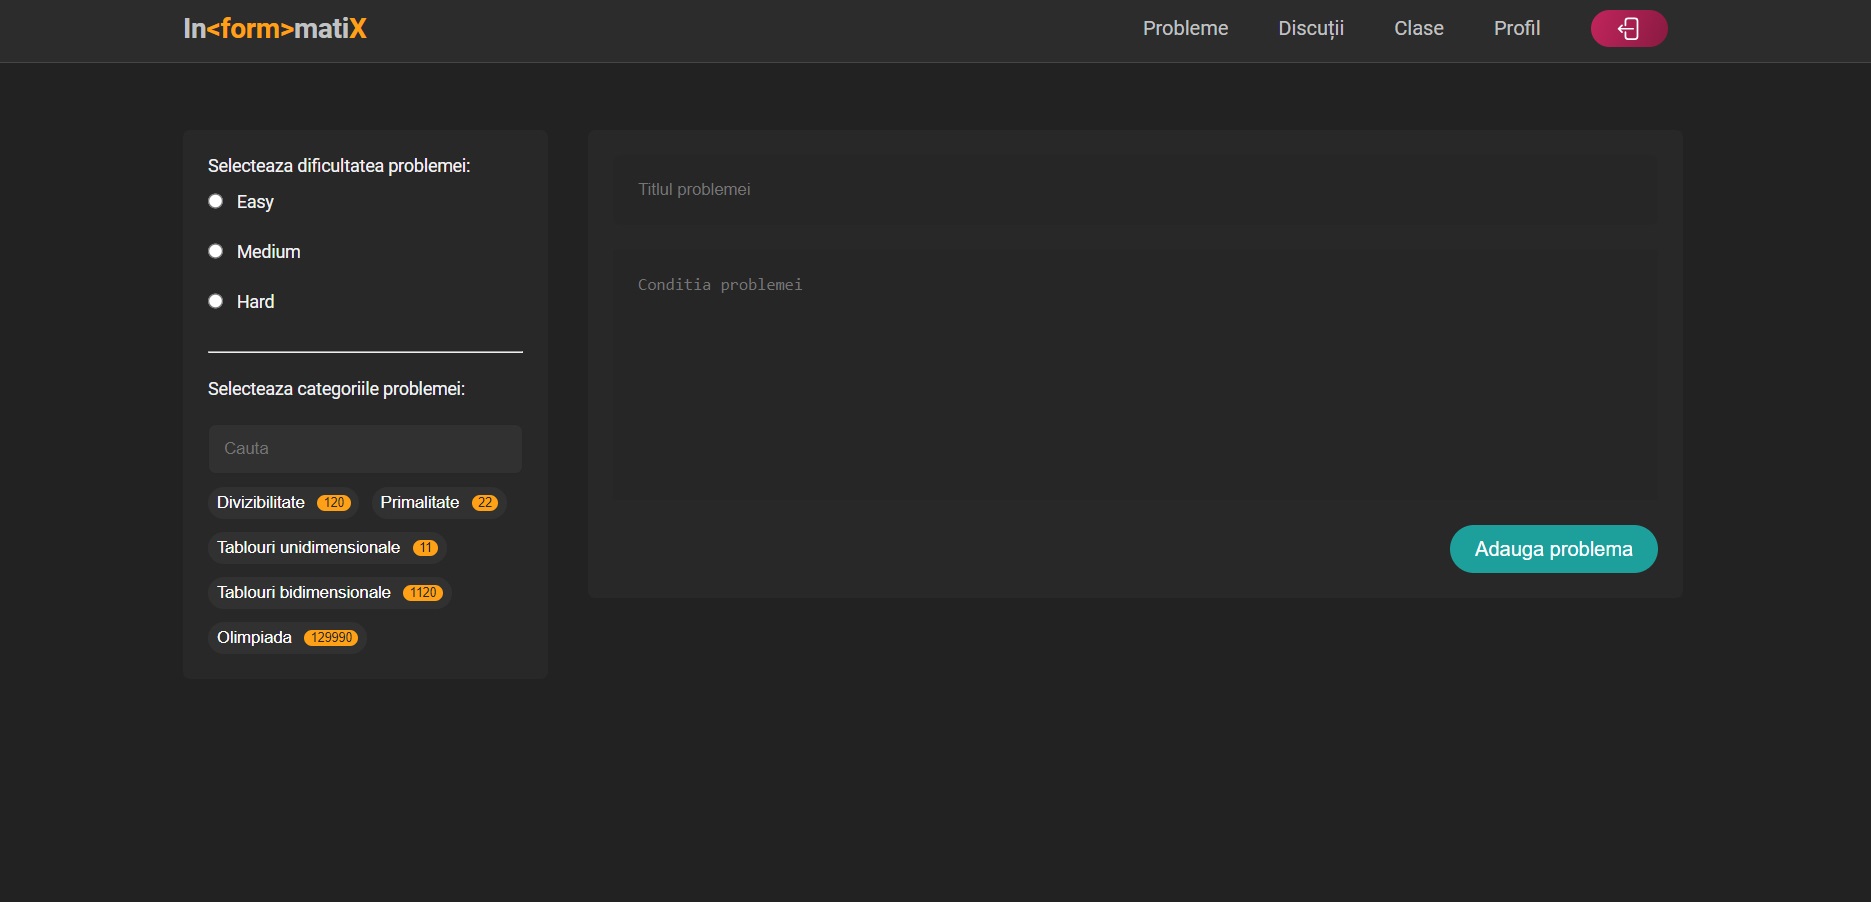 In<form>matiX
Probleme Discuții Clase Profil
Selecteaza dificultatea problemei:
Easy
Medium
Hard
Selecteaza categoriile problemei:
Cauta
Divizibilitate 120 Primalitate 22
Tablouri unidimensionale 11
Tablouri bidimensionale 1120
Olimpiada 129990
Titlul problemei
Conditia problemei
Adauga problema